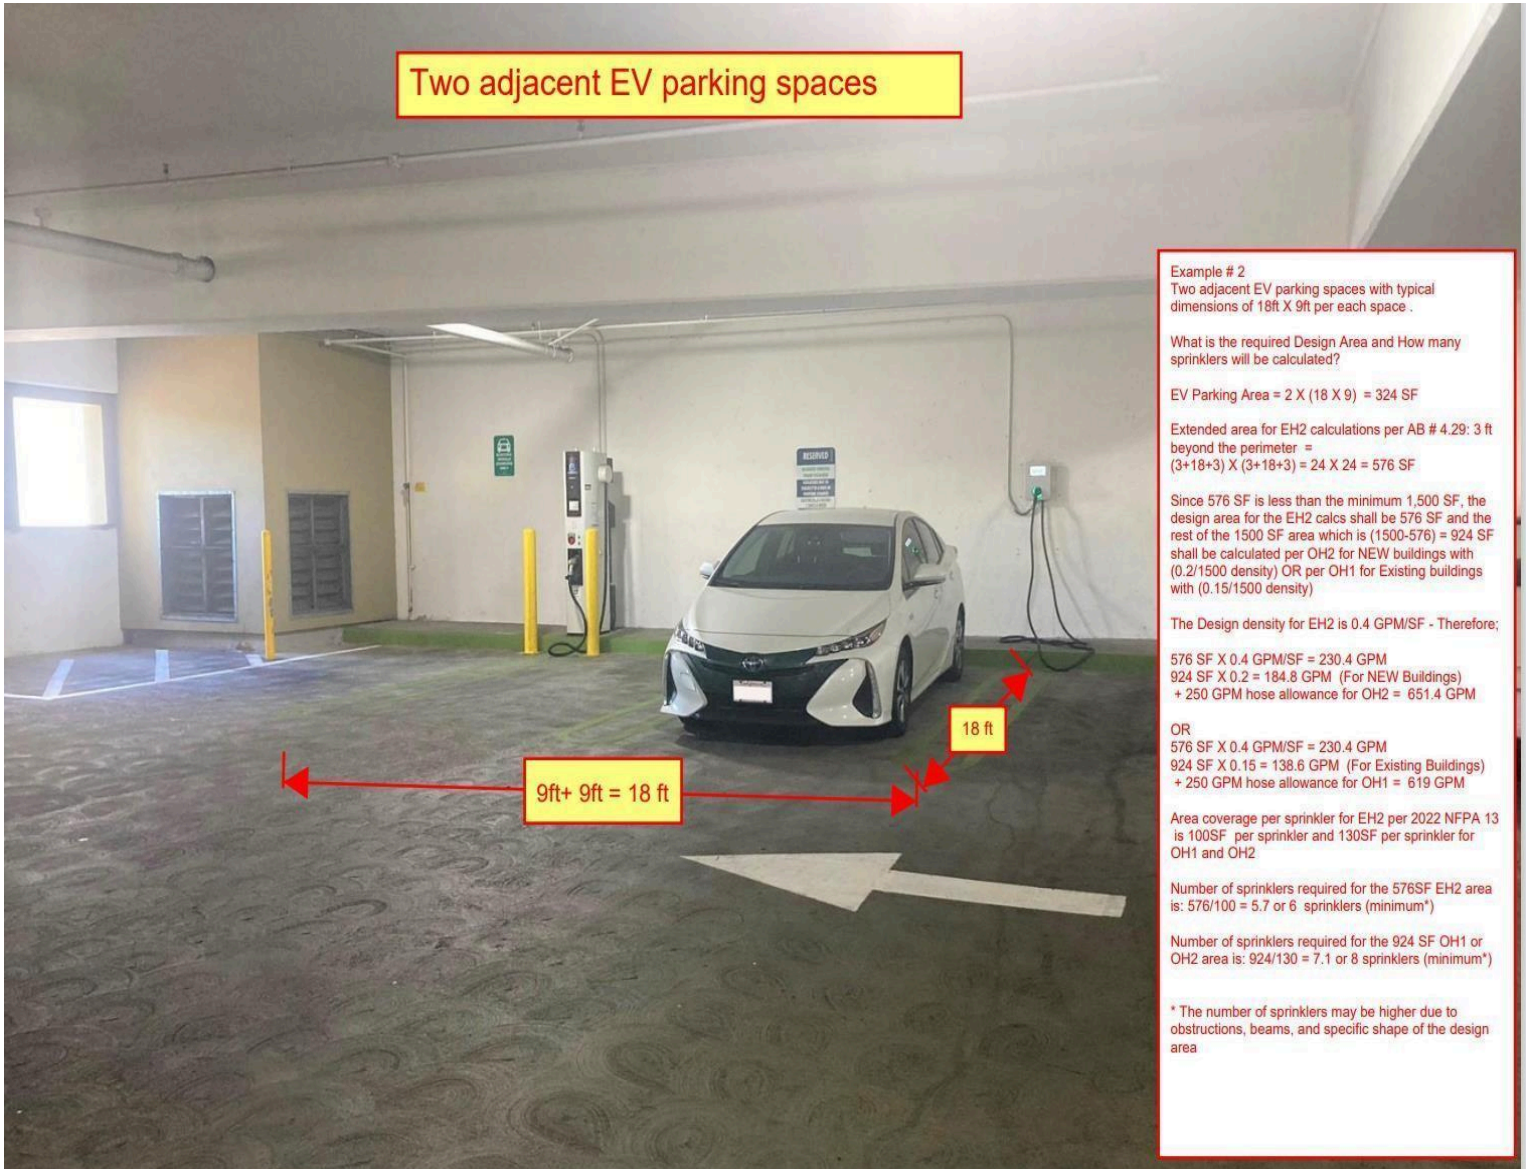 Two adjacent EV parking spaces
Example # 2
Two adjacent EV parking spaces with typical
dimensions of 18ft X 9ft per each space .
What is the required Design Area and How many
sprinklers will be calculated?
EV Parking Area = 2 X (18 X 9) = 324 SF
Extended area for EH2 calculations per AB # 4.29: 3 ft
beyond the perimeter =
(3+18+3) X (3+18+3) = 24 X 24 = 576 SF
Since 576 SF is less than the minimum 1,500 SF, the
design area for the EH2 calcs shall be 576 SF and the
rest of the 1500 SF area which is (1500-576) = 924 SF
shall be calculated per OH2 for NEW buildings with
(0.2/1500 density) OR per OH1 for Existing buildings
with (0.15/1500 density)
The Design density for EH2 is 0.4 GPM/SF - Therefore;
576 SF X 0.4 GPM/SF = 230.4 GPM
924 SF X 0.2 = 184.8 GPM (For NEW Buildings)
+ 250 GPM hose allowance for OH2 = 651.4 GPM
OR
576 SF X 0.4 GPM/SF = 230.4 GPM
924 SF X 0.15 = 138.6 GPM (For Existing Buildings)
+ 250 GPM hose allowance for OH1 = 619 GPM
Area coverage per sprinkler for EH2 per 2022 NFPA 13
is 100SF per sprinkler and 130SF per sprinkler for
OH1 and OH2
Number of sprinklers required for the 576SF EH2 area
is: 576/100 = 5.7 or 6 sprinklers (minimum*)
Number of sprinklers required for the 924 SF OH1 or
OH2 area is: 924/130 = 7.1 or 8 sprinklers (minimum*)
* The number of sprinklers may be higher due to
obstructions, beams, and specific shape of the design
area
RESERVED
18 ft
9ft+ 9ft = 18 ft